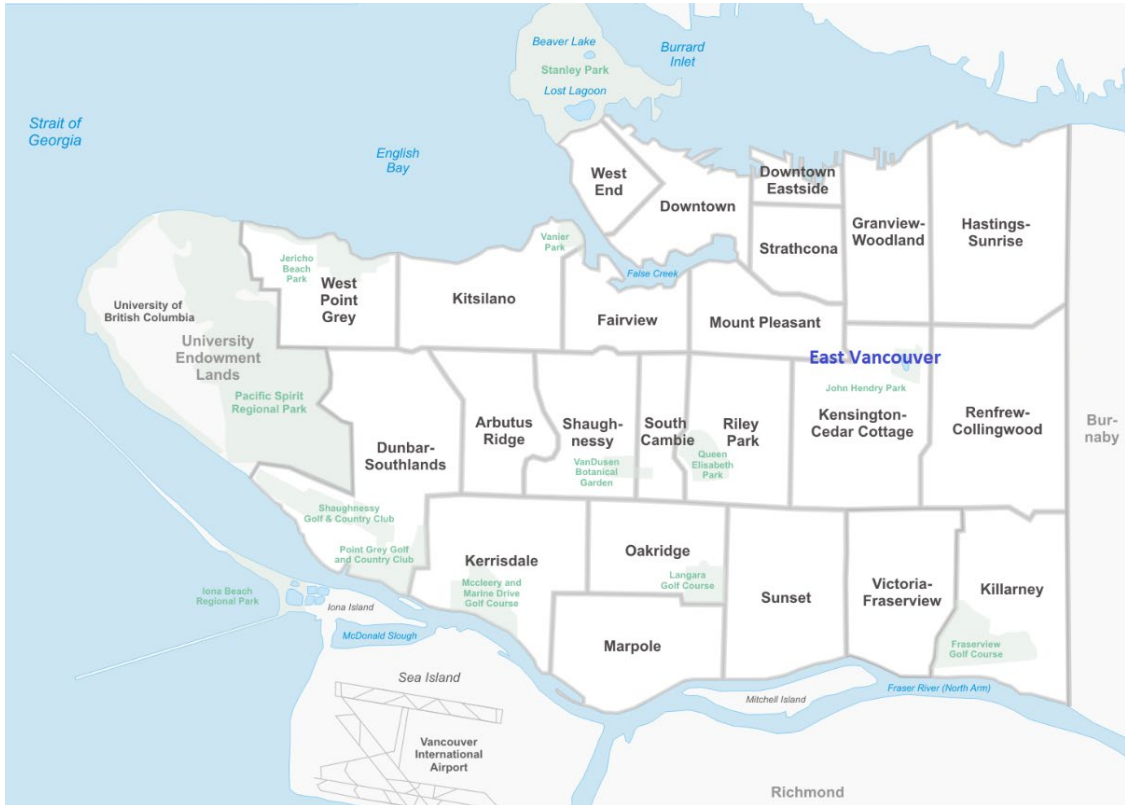 Beaver Lake
Burrard
Inlet
Stanley Park
Lost Lagoon
Strait of
Georgia
English
Bay
West
End
Downtown
Eastside
Downtown
Granview-
Woodland
Hastings-
Sunrise
Strathcona
Vanier
Park
Jericho
Beach
Park
West
Point
Grey
Kitsilano
False Creek
Fairview
Mount Pleasant
University of
British Columbia
University
Endowment
Lands
East Vancouver
John Hendry Park
Pacific Spirit
Regional Park
Dunbar-
Southlands
Arbutus
Ridge
Shaugh-
nessy
VanDusen
Botanical
Garden
South
Cambie
Riley
Park
Queen
Elisabeth
Park
Kensington-
Cedar Cottage
Renfrew-
Collingwood
Bur-
naby
Shaughnessy
Golf & Country Club
Point Grey Golf
and Country Club
Kerrisdale
Mccleery and
Marine Drive
Golf Course
Oakridge
Langara
Golf Course
Sunset
Victoria-
Fraserview
Killarney
Fraserview
Golf Course
Iona Beach
Regional Park
Iona Island
McDonald Slough
Marpole
Sea Island
Mitchell Island
Fraser River (North Arm)
Vancouver
International
Airport
Richmond